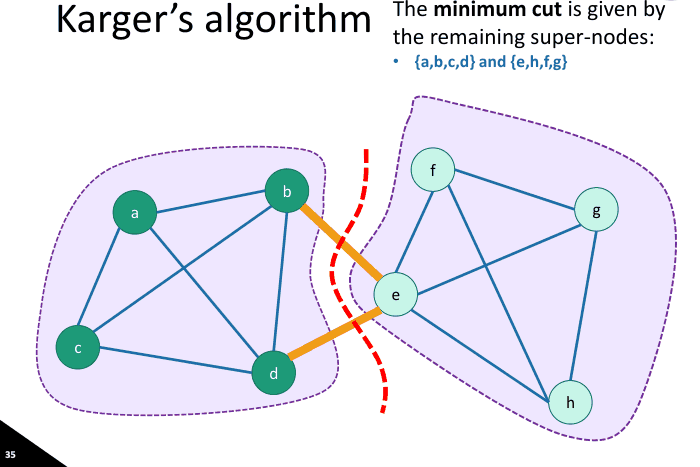 Karger’s algorithm
The minimum cut is given by
the remaining super-nodes:
• {a,b,c,d} and {e,h,f,g}
f
b
a
g
e
c
d
h
35